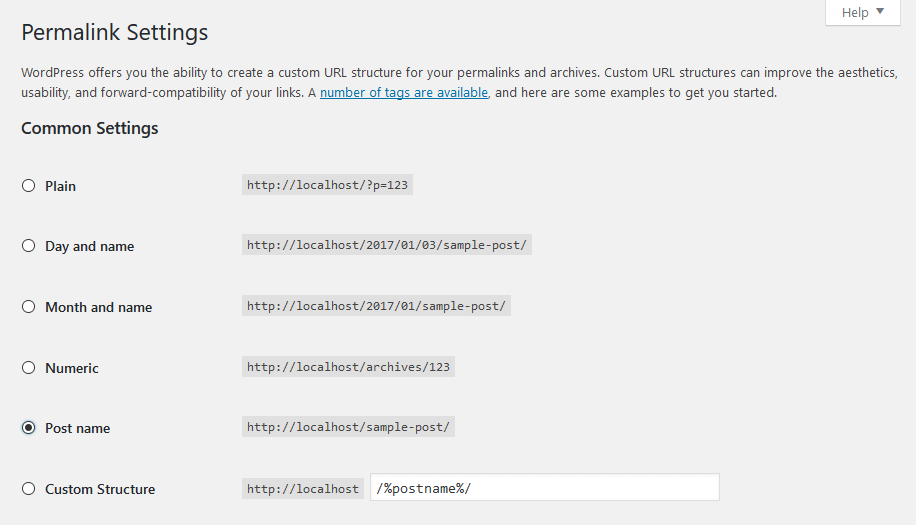 Help ▼
Permalink Settings
WordPress offers you the ability to create a custom URL structure for your permalinks and archives. Custom URL structures can improve the aesthetics,
usability, and forward-compatibility of your links. A number of tags are available, and here are some examples to get you started.
Common Settings
Plain http://localhost/?p=123
Day and name http://localhost/2017/01/03/sample-post/
Month and name http://localhost/2017/01/sample-post/
Numeric http://localhost/archives/123
Post name http://localhost/sample-post/
Custom Structure http://localhost /%postname%/